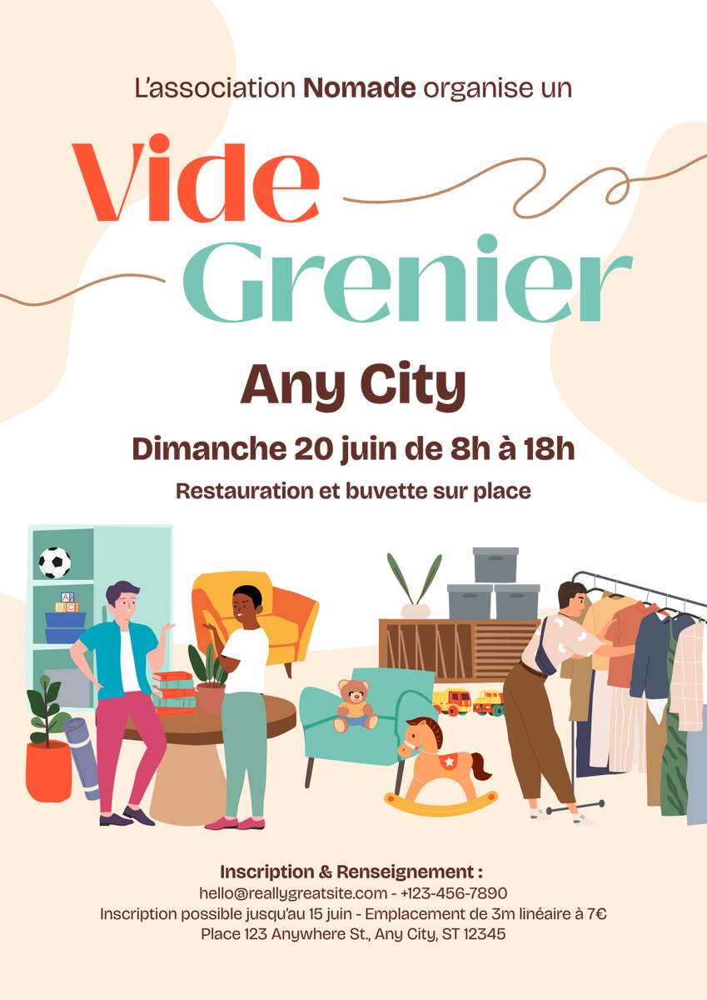 L'association Nomade organise un
Vide
Grenier
Any City
Dimanche 20 juin de 8h à 18h
Restauration et buvette sur place
A
B C
Inscription & Renseignement :
hello@reallygreatsite.com - +123-456-7890
Inscription possible jusqu'au 15 juin - Emplacement de 3m linéaire à 7€
Place 123 Anywhere St., Any City, ST 12345